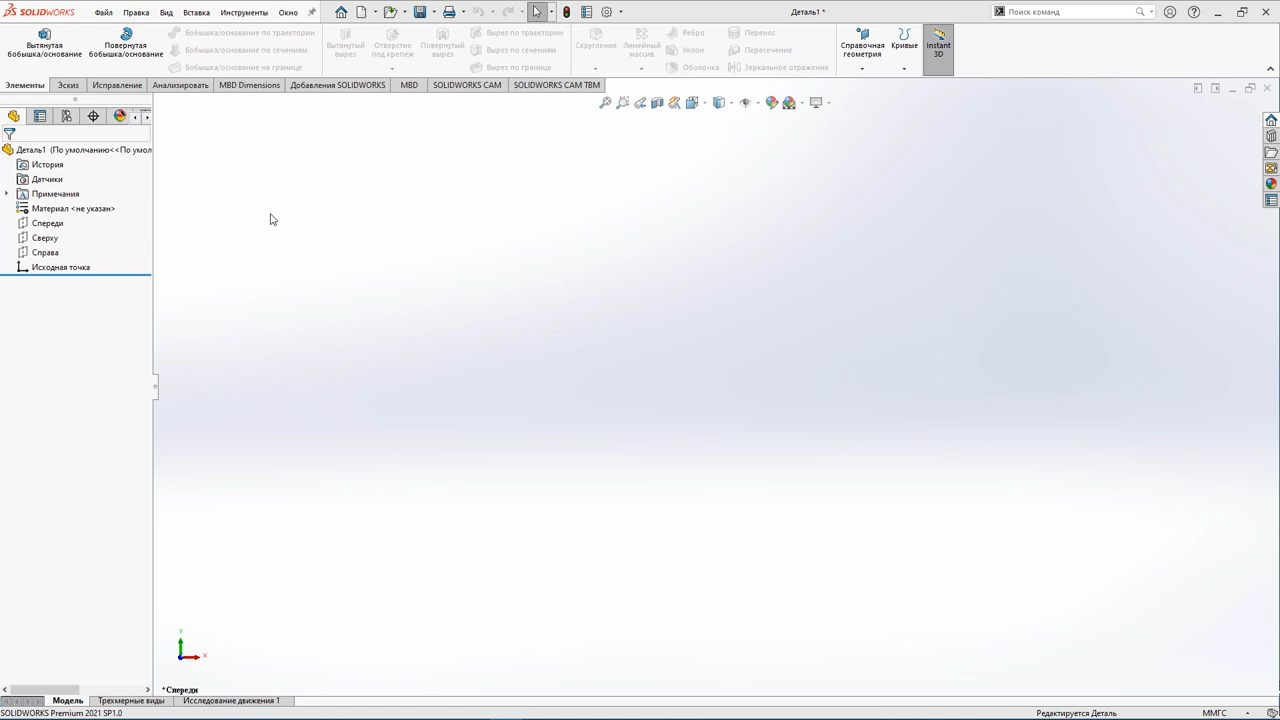 SOLIDWORKS Файл Правка Вид Вставка Инструменты Окно Деталь1 * Поиск команд
Вытянутая бобышка/основание
Повернутая бобышка/основание
Бобышка/основание по траектории
Бобышка/основание по сечениям
Бобышка/основание на границе
Вытянутый вырез
Отверстие под крепеж
Повернутый вырез
Вырез по траектории
Вырез по сечениям
Вырез по границе
Скругление
Линейный массив
Ребро
Уклон
Оболочка
Перенос
Пересечение
Зеркальное отражение
Справочная геометрия
Кривые
Instant 3D
Элементы Эскиз Исправление Анализировать MBD Dimensions Добавления SOLIDWORKS MBD SOLIDWORKS CAM SOLIDWORKS CAM TBM
Деталь1 (По умолчанию<<По умол
История
Датчики
Примечания
Материал <не указан>
Спереди
Сверху
Справа
Исходная точка
Y
X
*Спереди
Модель Трехмерные виды Исследование движения 1
SOLIDWORKS Premium 2021 SP1.0 Редактируется Деталь ММГС